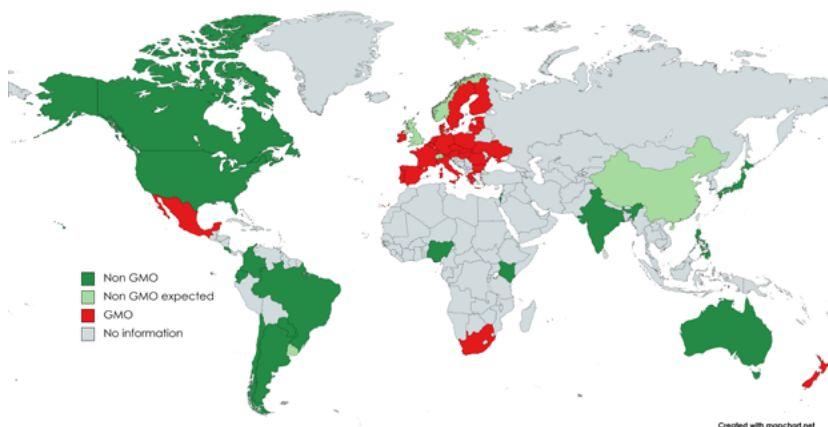 Non GMO
Non GMO expected
GMO
No information
Created with mapchart.net